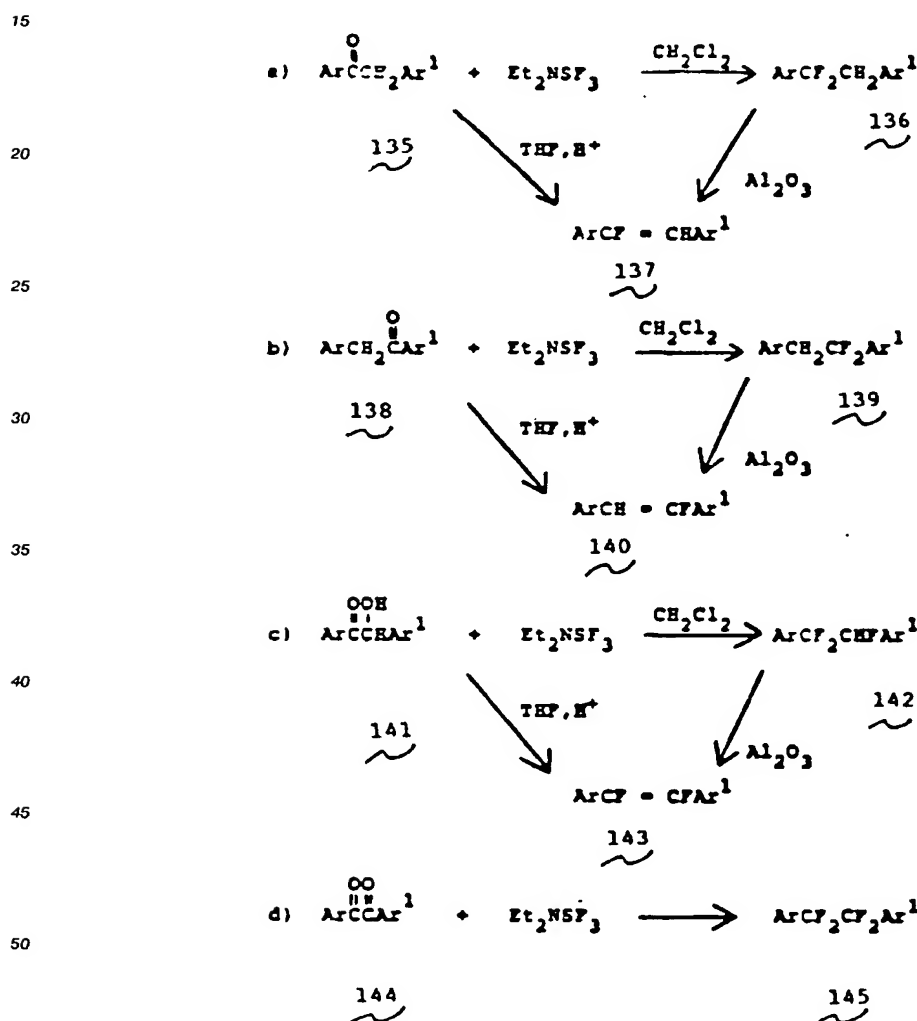 15
O
a) ArCCH₂Ar¹ + Et₂NSF₃ CH₂Cl₂ ArCF₂CH₂Ar¹
135 THF, H⁺ 136
20
Al₂O₃
ArCF = CHAr¹
137
25
O
b) ArCH₂CAr¹ + Et₂NSF₃ CH₂Cl₂ ArCH₂CF₂Ar¹
138 THF, H⁺ 139
30
Al₂O₃
ArCH = CFAr¹
140
35
OOH
c) ArCCHAr¹ + Et₂NSF₃ CH₂Cl₂ ArCF₂CHFAr¹
40
141 THF, H⁺ 142
Al₂O₃
ArCF = CFAr¹
45
143
OO
d) ArCCAr¹ + Et₂NSF₃ ArCF₂CF₂Ar¹
50
144 145